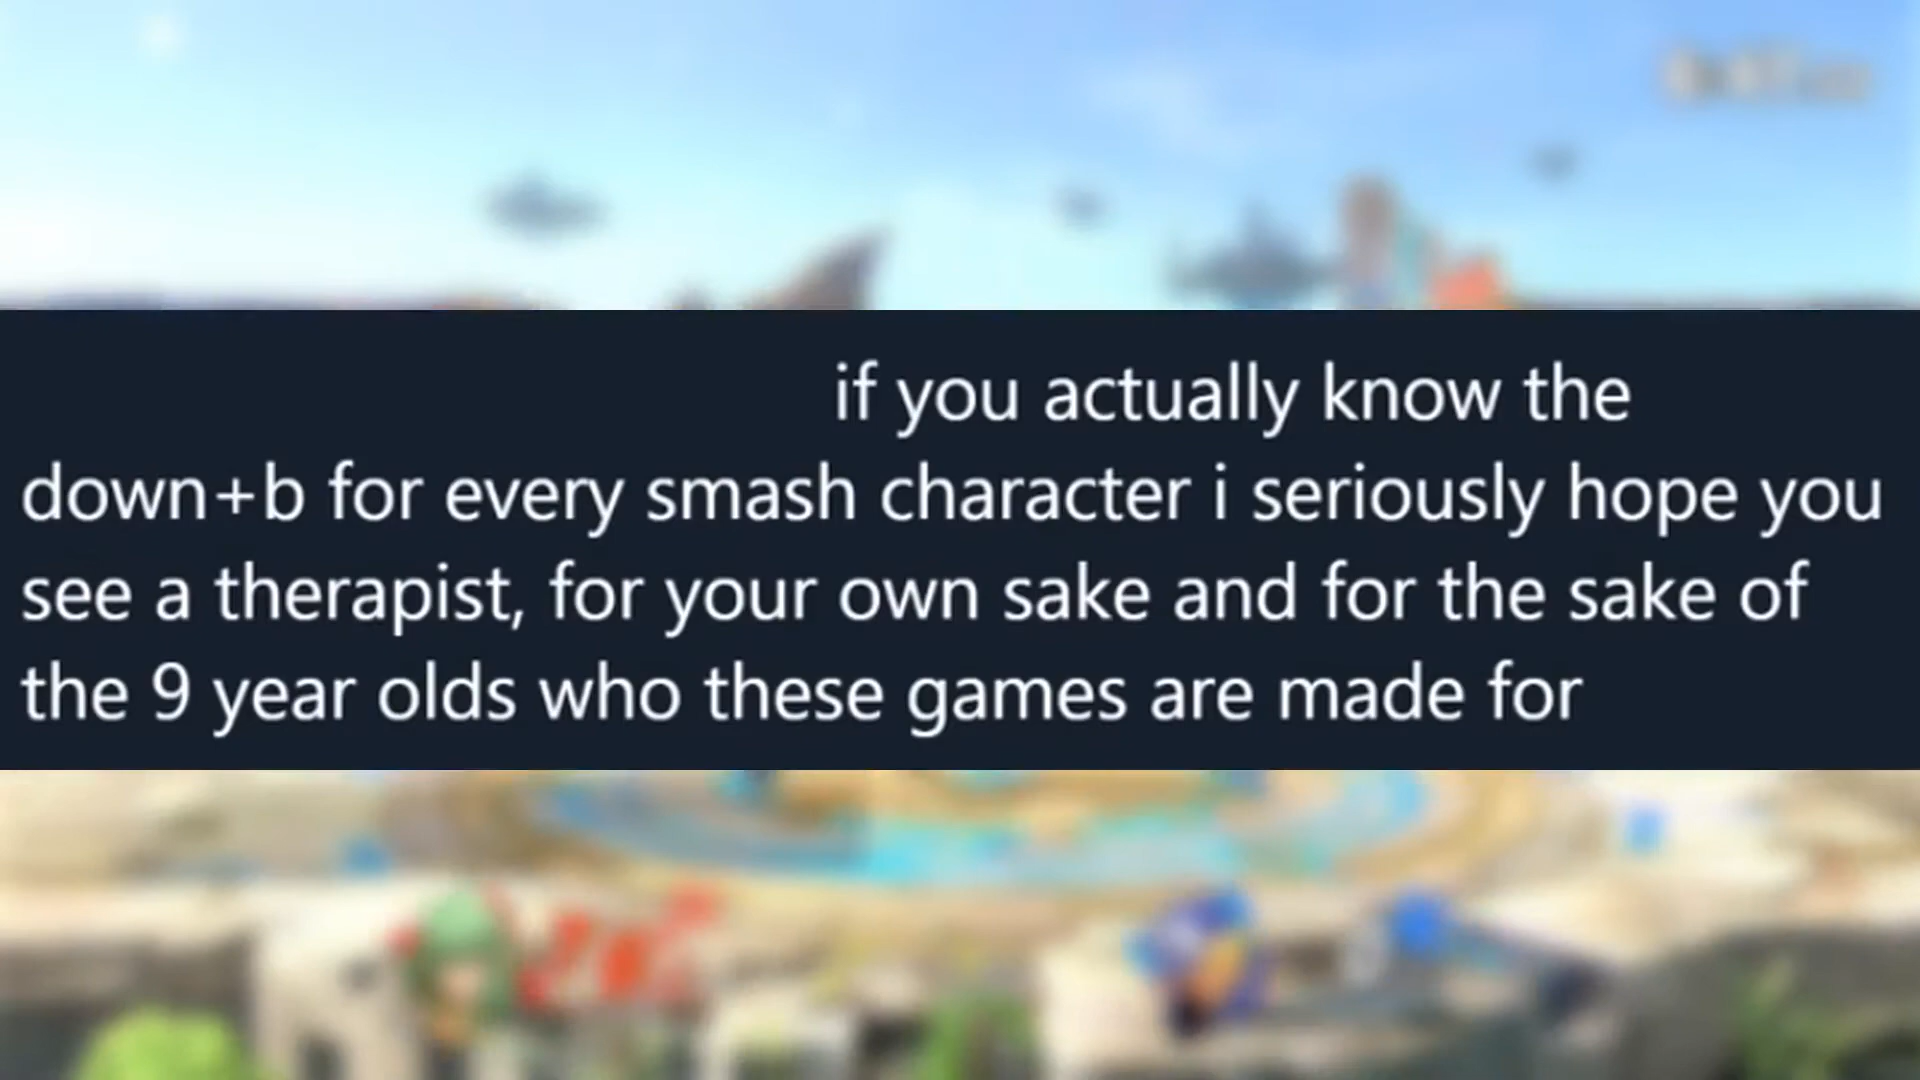 if you actually know the
down+b for every smash character i seriously hope you
see a therapist, for your own sake and for the sake of
the 9 year olds who these games are made for